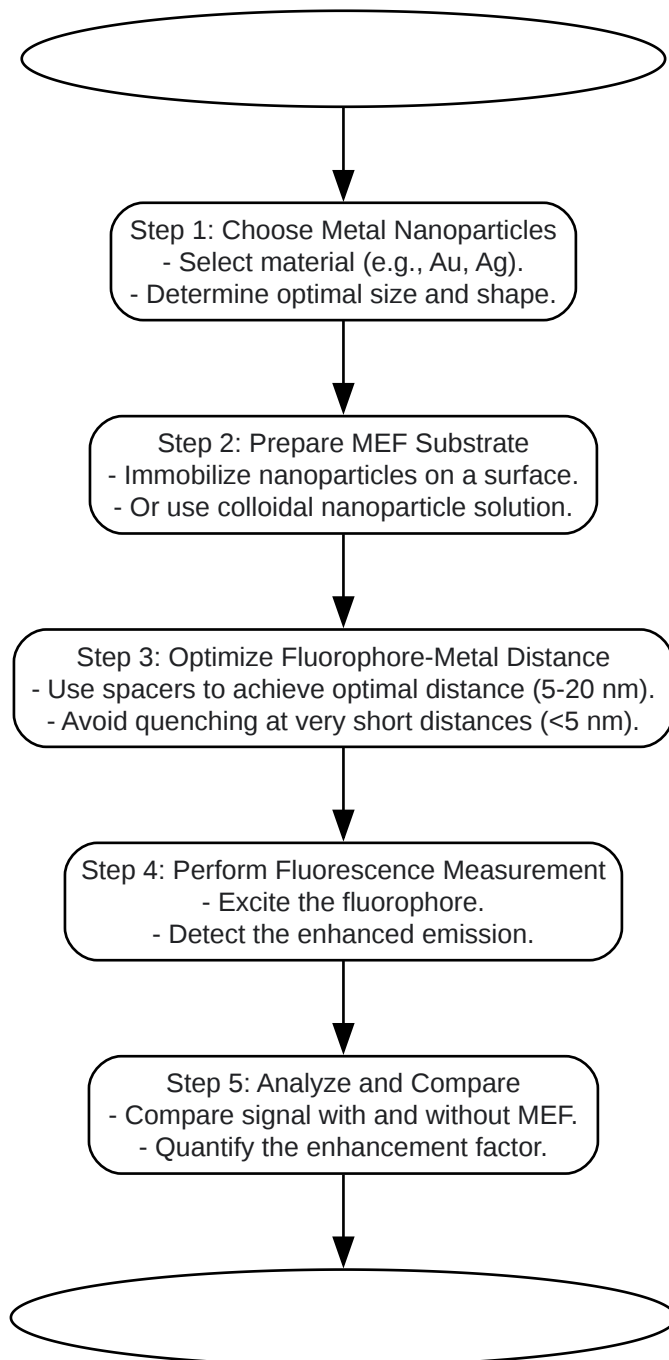 Step 1: Choose Metal Nanoparticles
- Select material (e.g., Au, Ag).
- Determine optimal size and shape.
Step 2: Prepare MEF Substrate
- Immobilize nanoparticles on a surface.
- Or use colloidal nanoparticle solution.
Step 3: Optimize Fluorophore-Metal Distance
- Use spacers to achieve optimal distance (5-20 nm).
- Avoid quenching at very short distances (<5 nm).
Step 4: Perform Fluorescence Measurement
- Excite the fluorophore.
- Detect the enhanced emission.
Step 5: Analyze and Compare
- Compare signal with and without MEF.
- Quantify the enhancement factor.